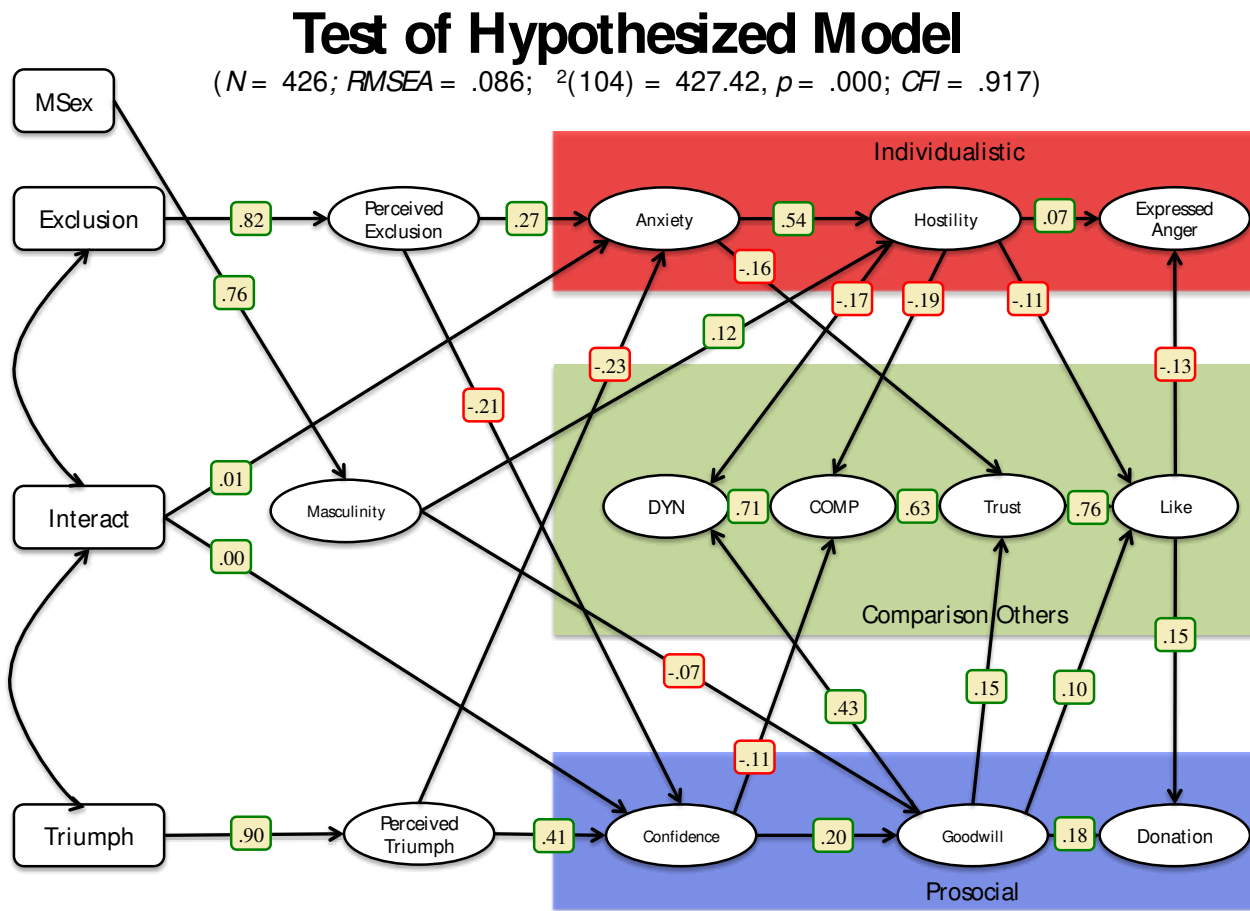 Test of Hypothesized Model
(N = 426; RMSEA = .086; ²(104) = 427.42, p = .000; CFI = .917)
MSex
Individualistic
Exclusion
.82
Perceived
Exclusion
.27
Anxiety
.54
Hostility
.07
Expressed
Anger
-.16
.76
-.17
-.19
-.11
.12
-.23
-.13
-.21
.01
Interact
Masculinity
DYN
.71
COMP
.63
Trust
.76
Like
.00
Comparison Others
.15
-.07
.15
.10
.43
-.11
Triumph
.90
Perceived
Triumph
.41
Confidence
.20
Goodwill
.18
Donation
Prosocial